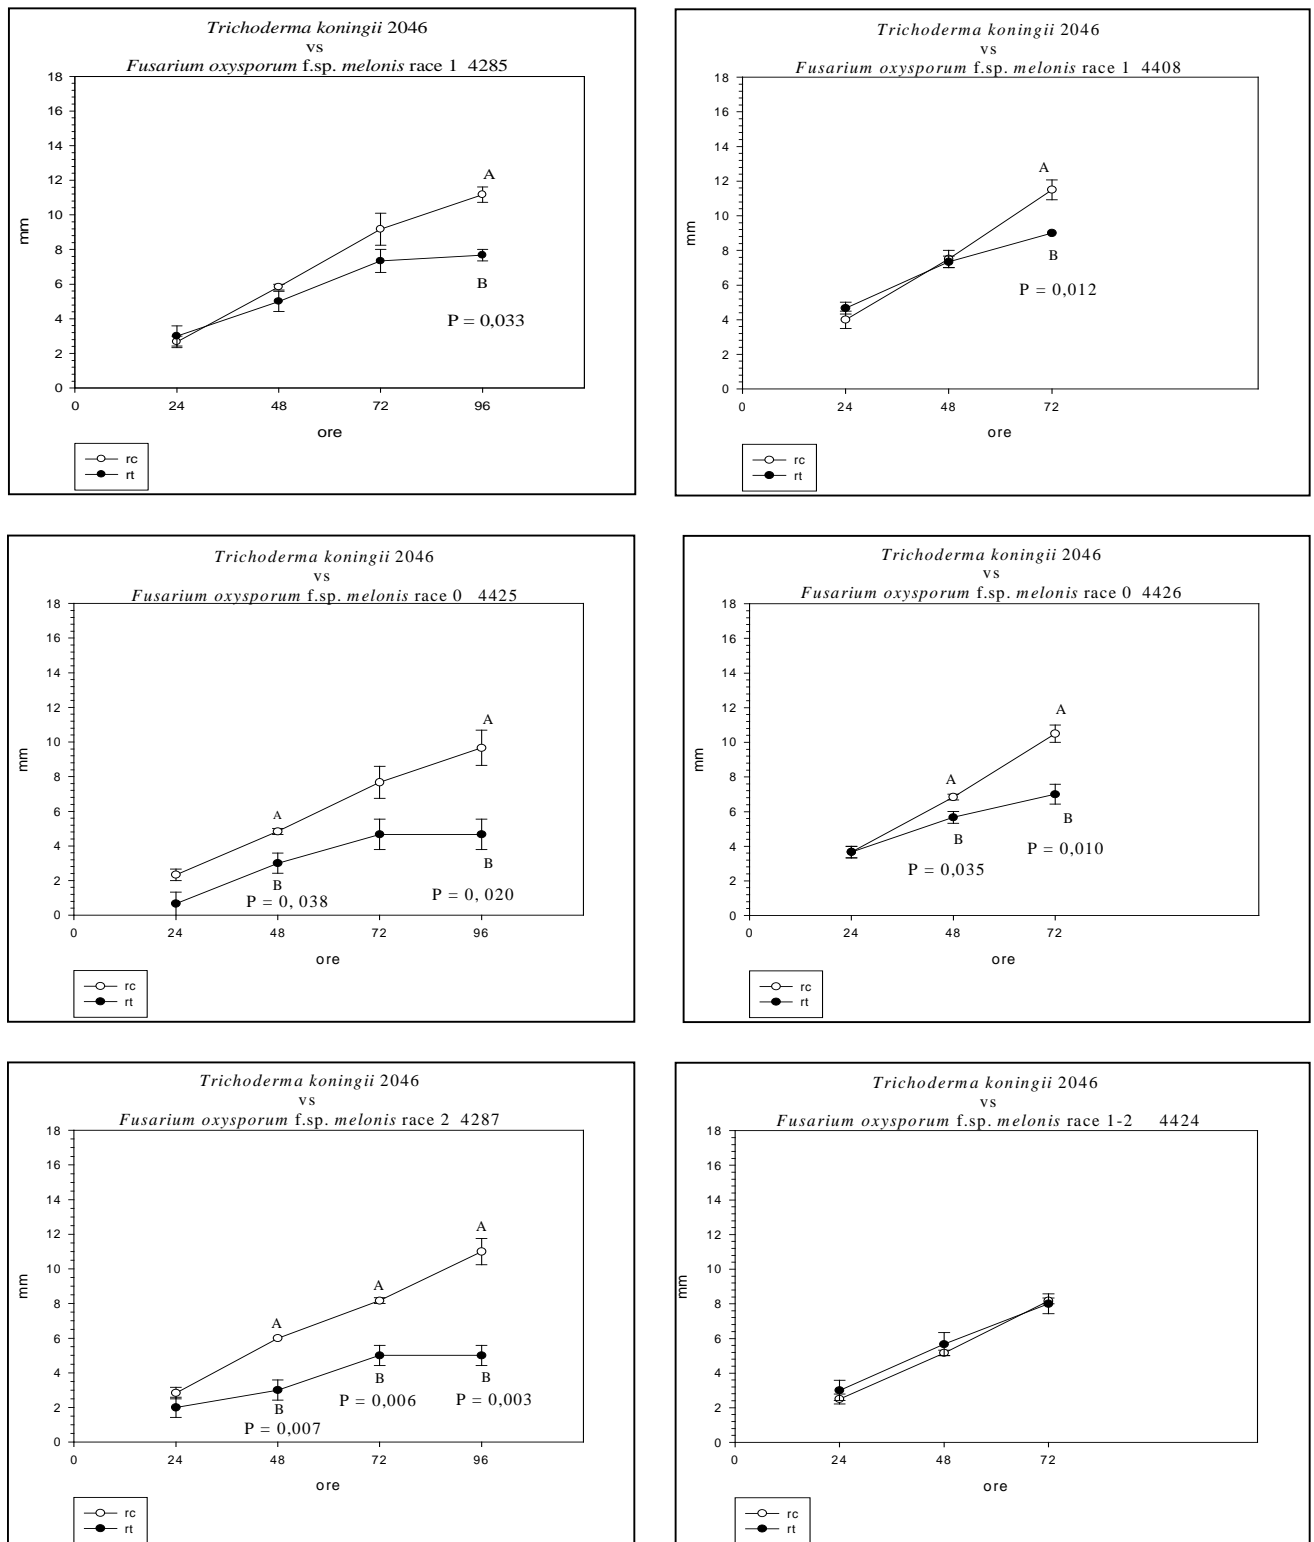 Trichoderma koningii 2046
vs
Fusarium oxysporum f.sp. melonis race 1 4285
18
16
14
12
10
8
6
4
2
0
mm
A
B
P = 0,033
0 24 48 72 96
ore
rc
rt
Trichoderma koningii 2046
vs
Fusarium oxysporum f.sp. melonis race 1 4408
18
16
14
12
10
8
6
4
2
0
mm
A
B
P = 0,012
0 24 48 72
ore
rc
rt
Trichoderma koningii 2046
vs
Fusarium oxysporum f.sp. melonis race 0 4425
18
16
14
12
10
8
6
4
2
0
mm
A
A
B
B
P = 0, 038
P = 0, 020
0 24 48 72 96
ore
rc
rt
Trichoderma koningii 2046
vs
Fusarium oxysporum f.sp. melonis race 0 4426
18
16
14
12
10
8
6
4
2
0
mm
A
A
B
B
P = 0,035
P = 0,010
0 24 48 72
ore
rc
rt
Trichoderma koningii 2046
vs
Fusarium oxysporum f.sp. melonis race 2 4287
18
16
14
12
10
8
6
4
2
0
mm
A
A
A
B
B
B
P = 0,007
P = 0,006
P = 0,003
0 24 48 72 96
ore
rc
rt
Trichoderma koningii 2046
vs
Fusarium oxysporum f.sp. melonis race 1-2 4424
18
16
14
12
10
8
6
4
2
0
mm
0 24 48 72
ore
rc
rt